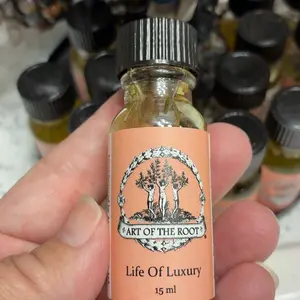 ART OF THE ROOT
Life Of Luxury
15 ml